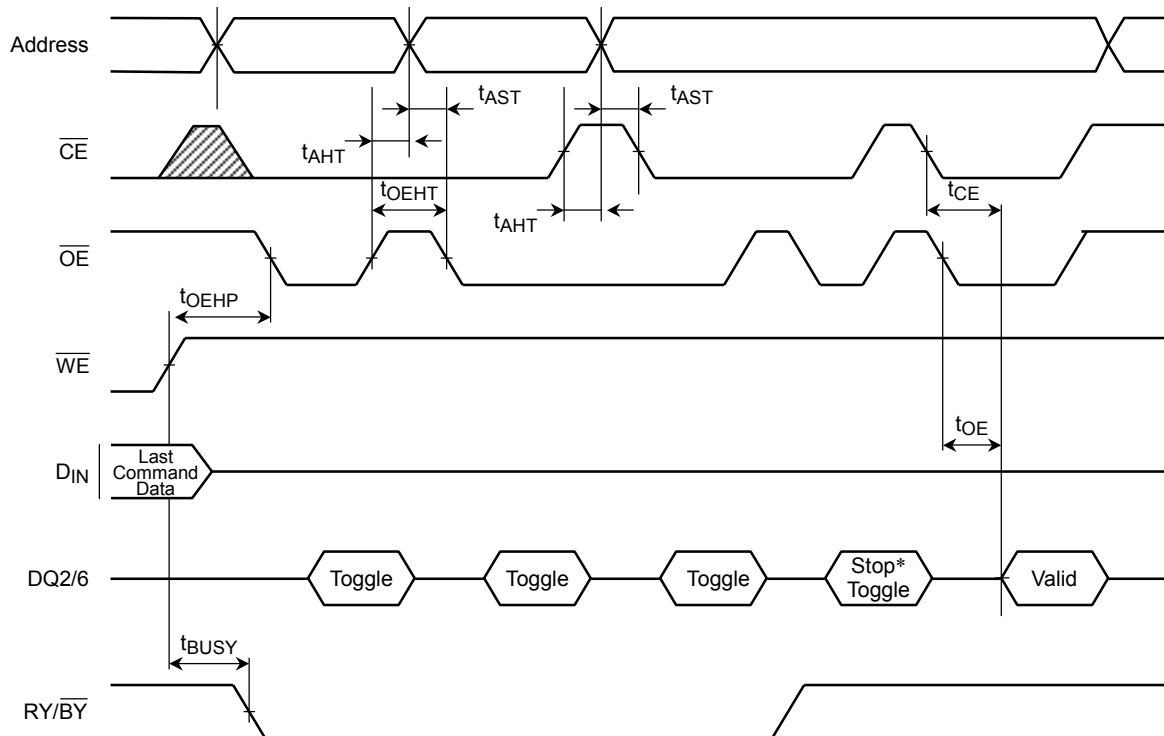 Address
tAST
tAST
CE
tAHT
tCE
tOEHT
tAHT
OE
tOEHP
WE
tOE
DIN
Last
Command
Data
DQ2/6
Toggle
Toggle
Toggle
Stop*
Toggle
Valid
tBUSY
RY/BY